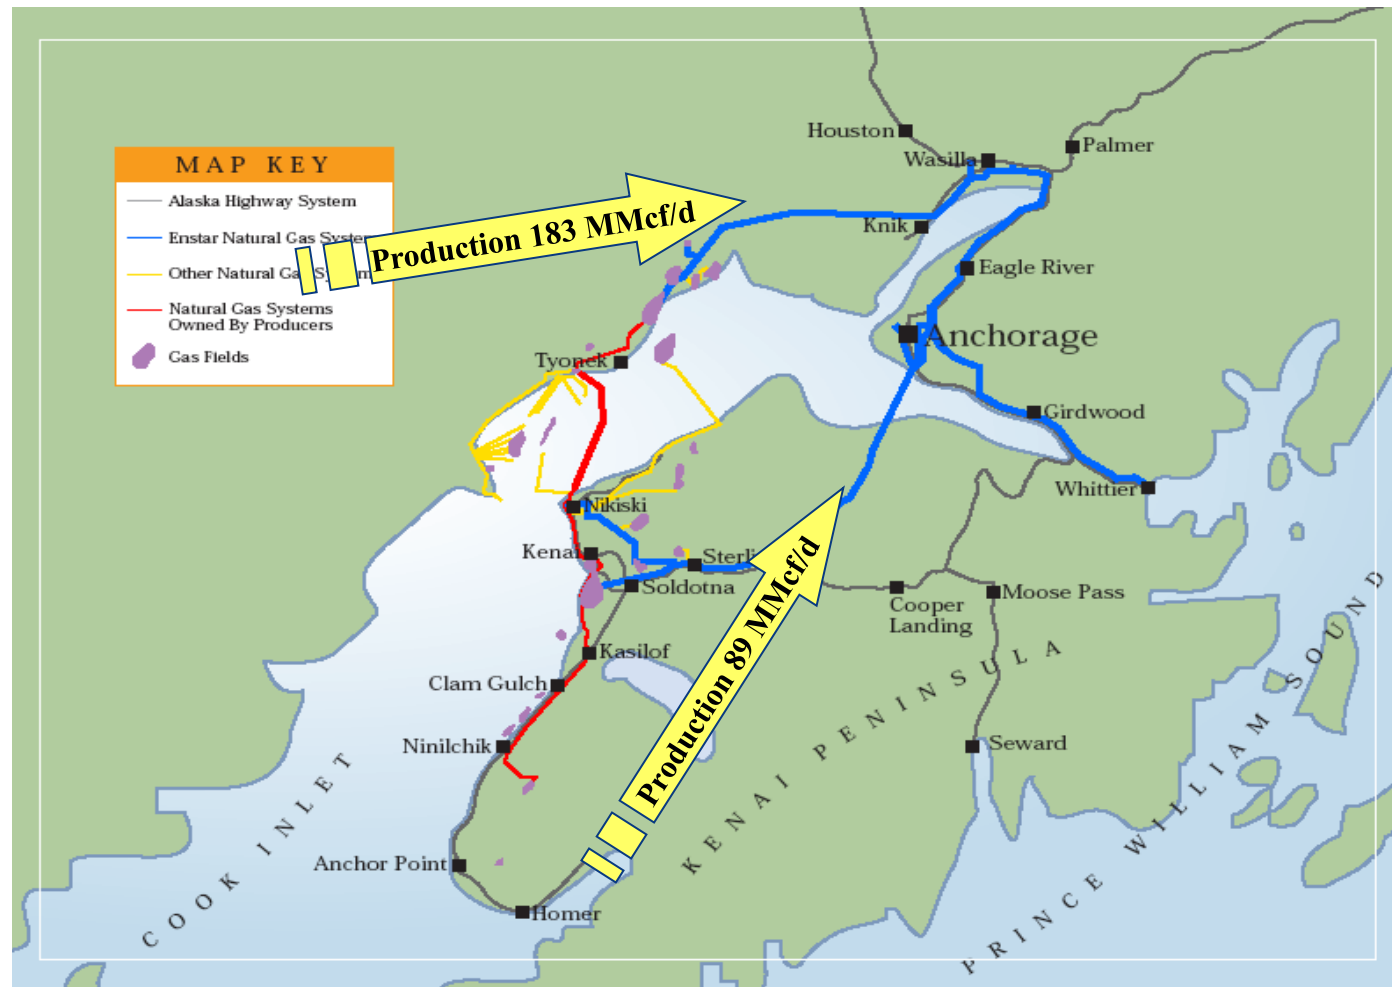 MAP KEY
Alaska Highway System
Enstar Natural Gas System
Other Natural Gas Systems
Natural Gas Systems
Owned By Producers
Gas Fields
Production 183 MMcf/d
Houston
Wasilla
Palmer
Knik
Eagle River
Anchorage
Tyonek
Girdwood
Whittier
Nikiski
Kenai
Sterli
Soldotna
Cooper
Landing
Moose Pass
Production 89 MMcf/d
Kasilof
Clam Gulch
Ninilchik
Seward
Anchor Point
Homer
COOK INLET
KENAI PENINSULA
PRINCE WILLIAM SOUND